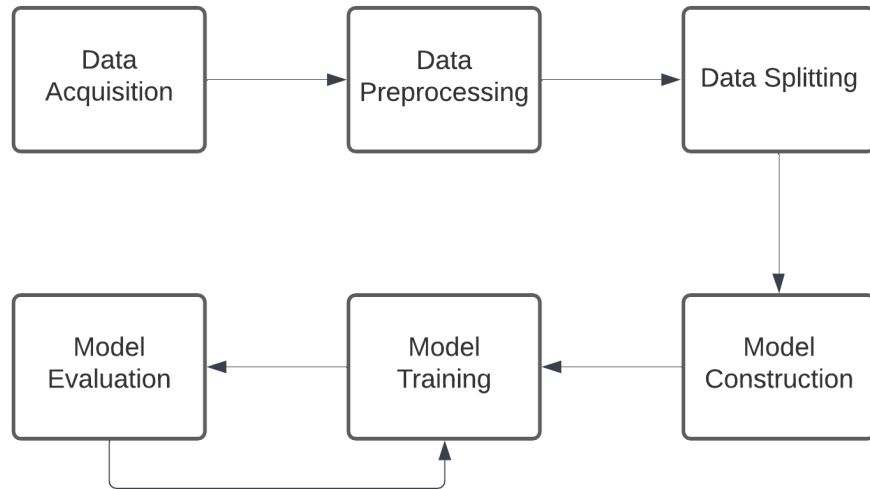 Data
Acquisition
Data
Preprocessing
Data Splitting
Model
Evaluation
Model
Training
Model
Construction